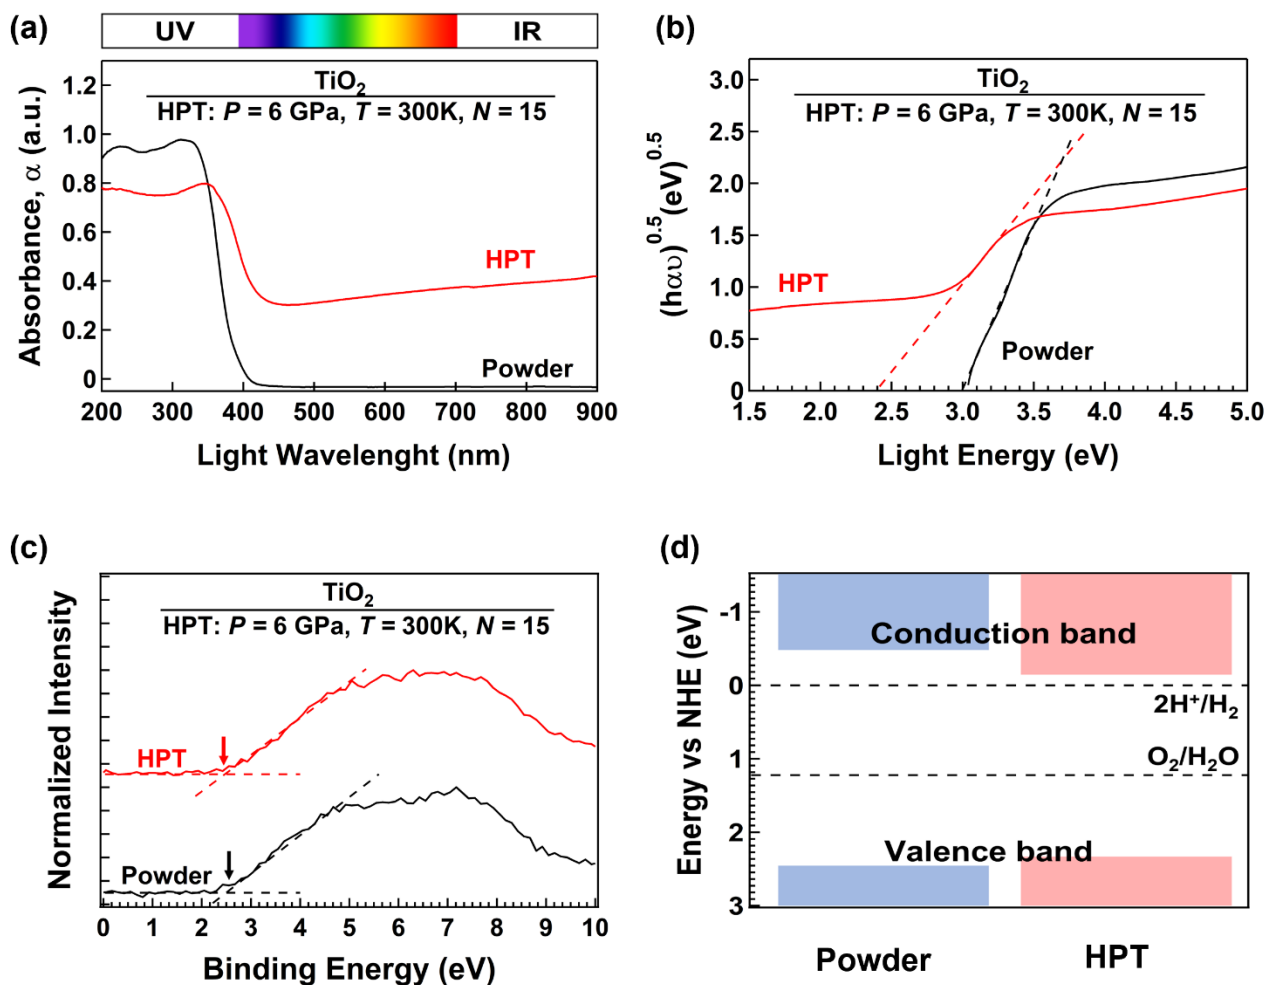 (a)
UV
IR
TiO₂
HPT: P = 6 GPa, T = 300K, N = 15
Absorbance, α (a.u.)
1.2
1.0
0.8
0.6
0.4
0.2
0
HPT
Powder
200 300 400 500 600 700 800 900
Light Wavelenght (nm)
(b)
TiO₂
HPT: P = 6 GPa, T = 300K, N = 15
(hαυ)^0.5 (eV)^0.5
3.0
2.5
2.0
1.5
1.0
0.5
0
HPT
Powder
1.5 2.0 2.5 3.0 3.5 4.0 4.5 5.0
Light Energy (eV)
(c)
TiO₂
HPT: P = 6 GPa, T = 300K, N = 15
Normalized Intensity
HPT
Powder
0 1 2 3 4 5 6 7 8 9 10
Binding Energy (eV)
(d)
Energy vs NHE (eV)
-1
0
1
2
3
Conduction band
2H⁺/H₂
O₂/H₂O
Valence band
Powder
HPT